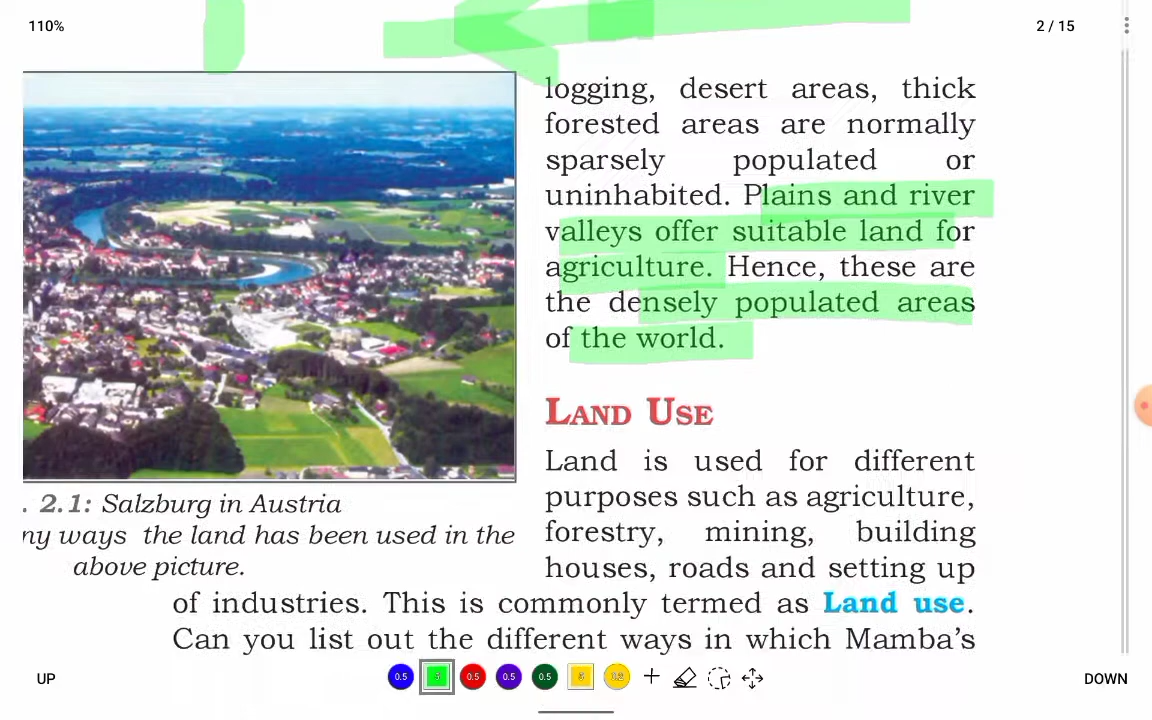 110%
2 / 15
logging, desert areas, thick
forested areas are normally
sparsely populated or
uninhabited. Plains and river
valleys offer suitable land for
agriculture. Hence, these are
the densely populated areas
of the world.
LAND USE
Land is used for different
purposes such as agriculture,
forestry, mining, building
houses, roads and setting up
of industries. This is commonly termed as Land use.
Can you list out the different ways in which Mamba's
. 2.1: Salzburg in Austria
ny ways the land has been used in the
above picture.
UP
0.5
0.5
0.5
0.5
DOWN